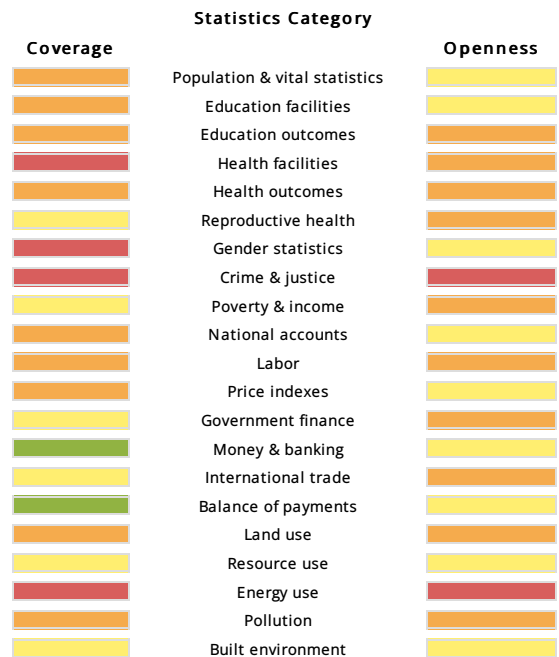 Statistics Category
Coverage Openness
Population & vital statistics
Education facilities
Education outcomes
Health facilities
Health outcomes
Reproductive health
Gender statistics
Crime & justice
Poverty & income
National accounts
Labor
Price indexes
Government finance
Money & banking
International trade
Balance of payments
Land use
Resource use
Energy use
Pollution
Built environment